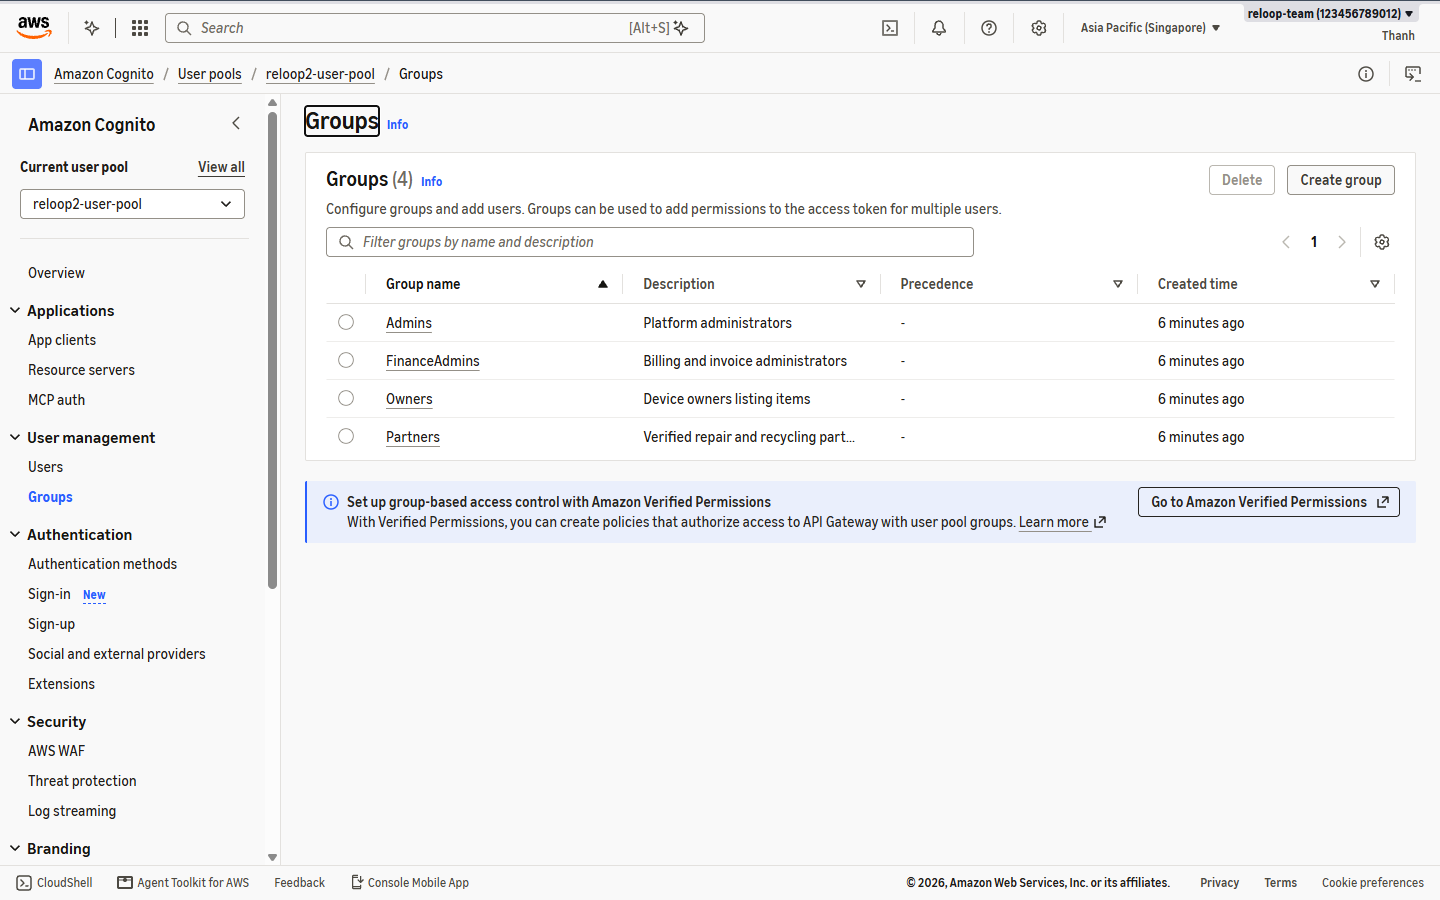 aws
Search
[Alt+S]
Asia Pacific (Singapore)
reloop-team (123456789012)
Thanh
Amazon Cognito / User pools / reloop2-user-pool / Groups
Amazon Cognito
Current user pool
View all
reloop2-user-pool
Overview
Applications
App clients
Resource servers
MCP auth
User management
Users
Groups
Authentication
Authentication methods
Sign-in New
Sign-up
Social and external providers
Extensions
Security
AWS WAF
Threat protection
Log streaming
Branding
Groups Info
Groups (4) Info
Delete
Create group
Configure groups and add users. Groups can be used to add permissions to the access token for multiple users.
Filter groups by name and description
1
Group name Description Precedence Created time
Admins Platform administrators - 6 minutes ago
FinanceAdmins Billing and invoice administrators - 6 minutes ago
Owners Device owners listing items - 6 minutes ago
Partners Verified repair and recycling part... - 6 minutes ago
Set up group-based access control with Amazon Verified Permissions
With Verified Permissions, you can create policies that authorize access to API Gateway with user pool groups. Learn more
Go to Amazon Verified Permissions
CloudShell Agent Toolkit for AWS Feedback Console Mobile App
© 2026, Amazon Web Services, Inc. or its affiliates. Privacy Terms Cookie preferences